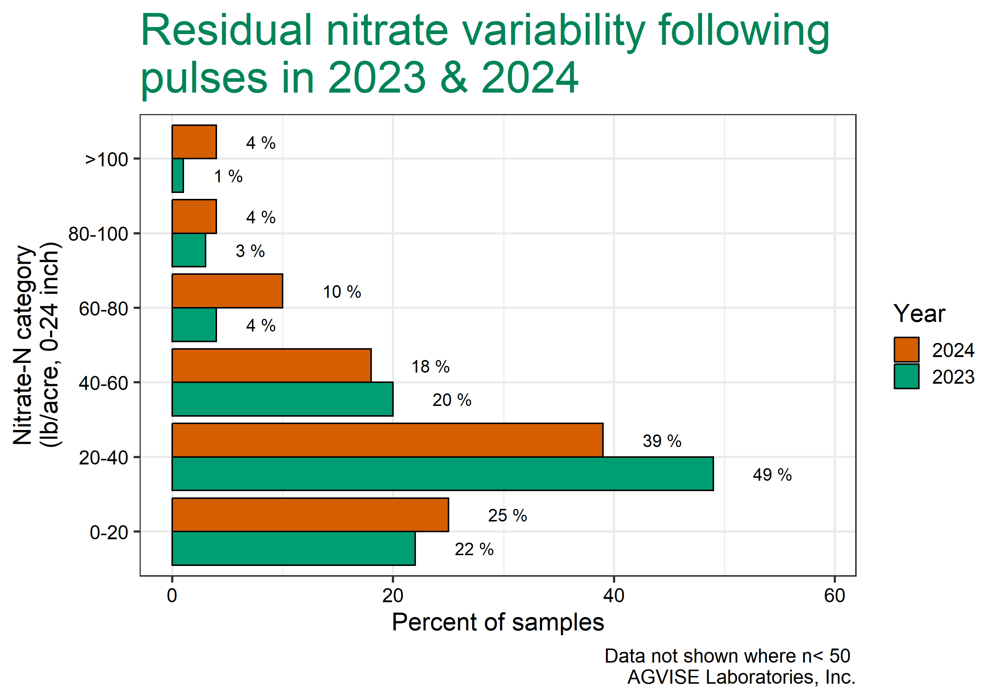 Residual nitrate variability following
pulses in 2023 & 2024
>100
4 %
1 %
80-100
4 %
3 %
60-80
10 %
4 %
40-60
18 %
20 %
20-40
39 %
49 %
0-20
25 %
22 %
Nitrate-N category
(lb/acre, 0-24 inch)
0 20 40 60
Percent of samples
Year
2024
2023
Data not shown where n< 50
AGVISE Laboratories, Inc.